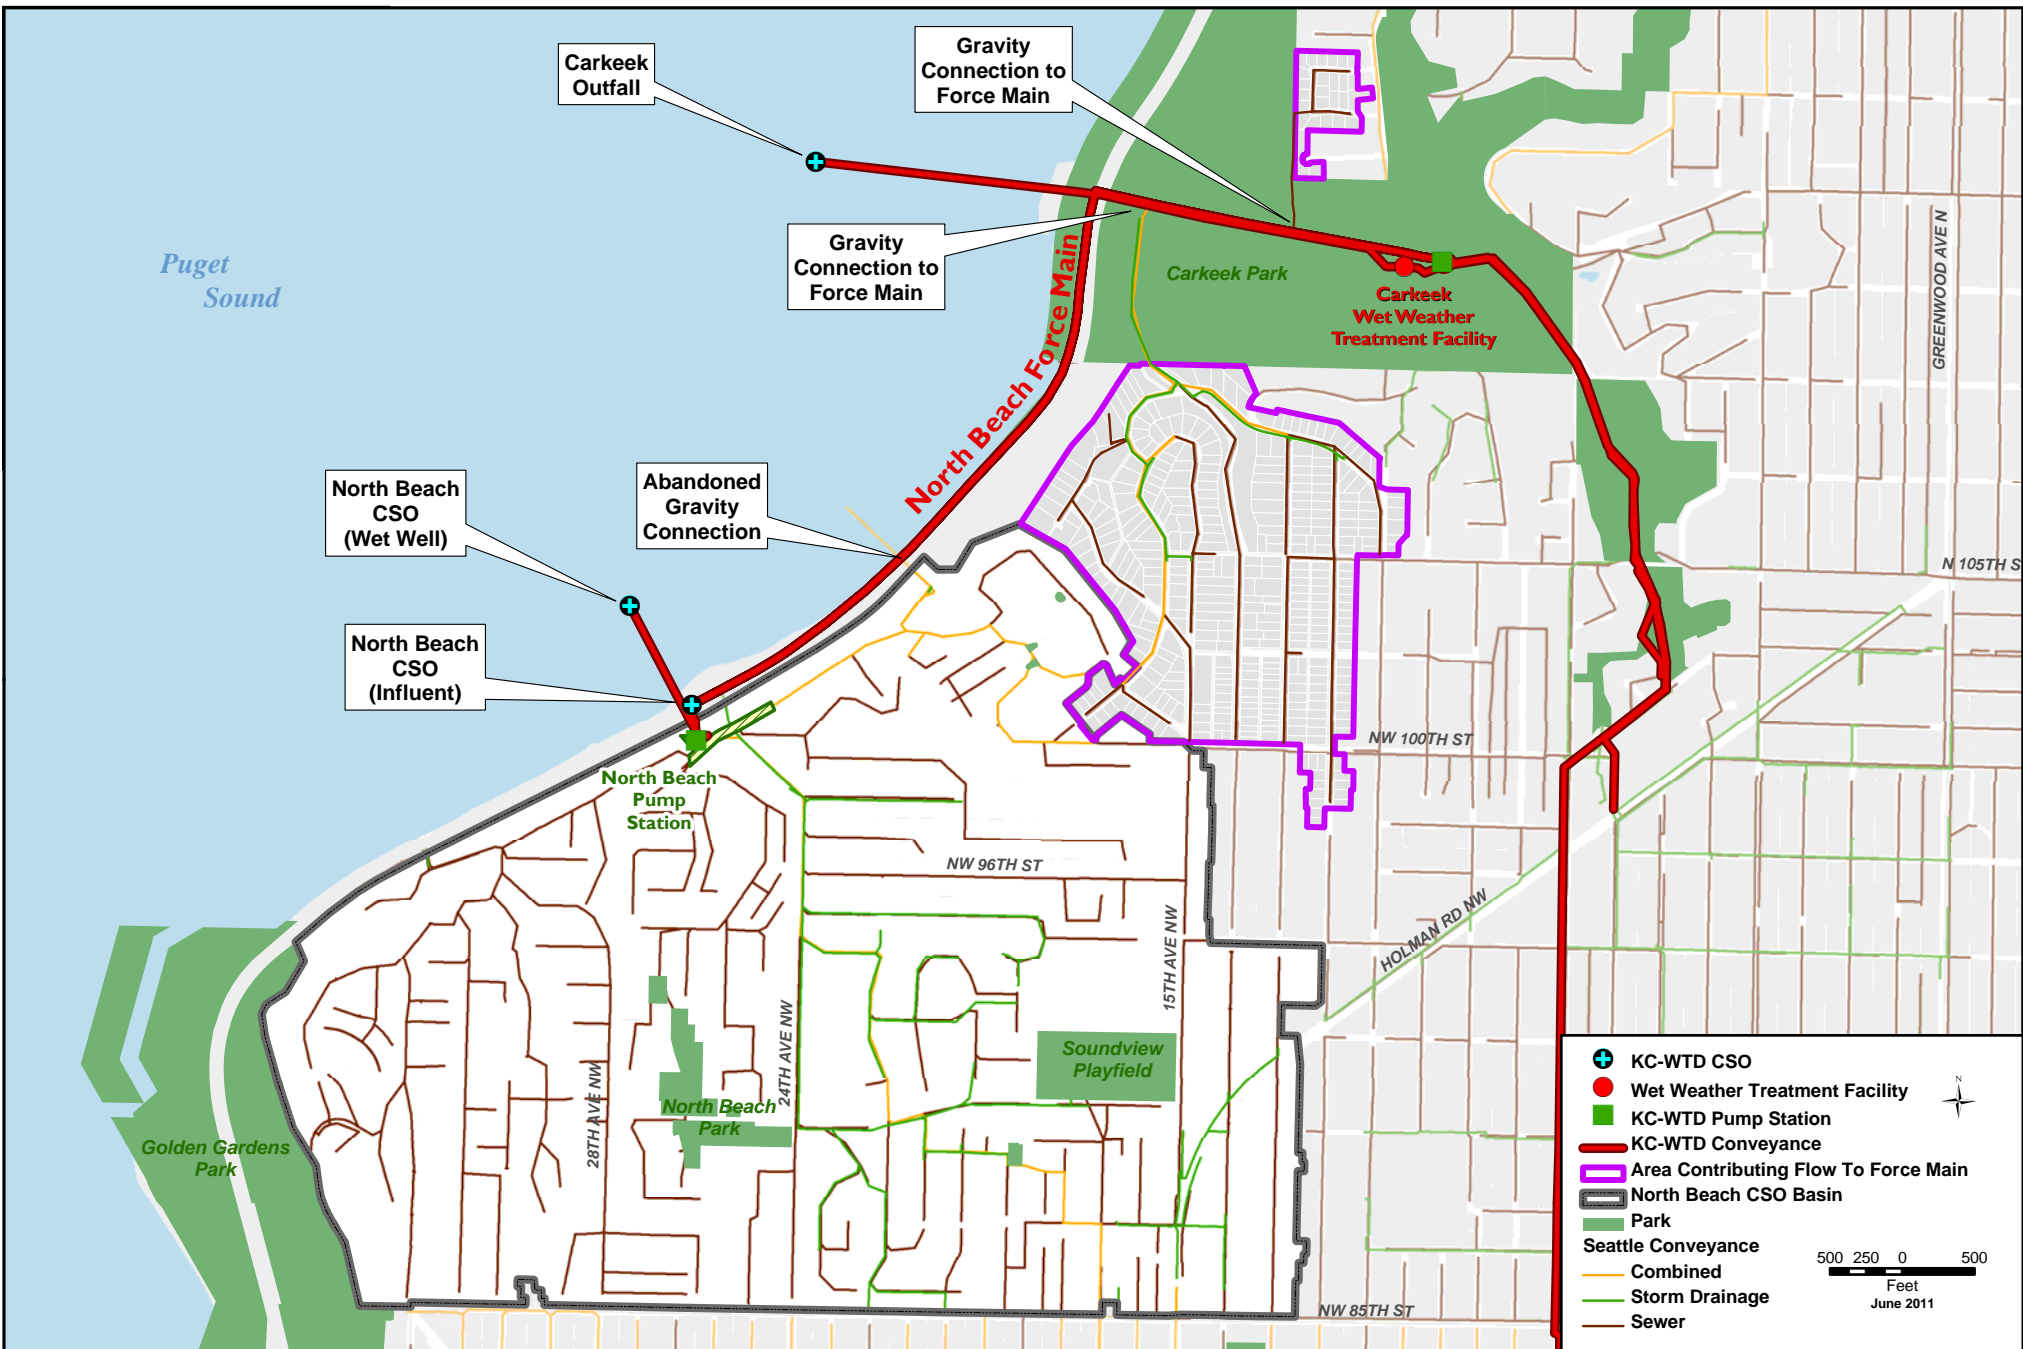 Carkeek
Outfall
Gravity
Connection to
Force Main
Gravity
Connection to
Force Main
Puget
Sound
Carkeek Park
Carkeek
Wet Weather
Treatment Facility
GREENWOOD AVE N
North Beach Force Main
North Beach
CSO
(Wet Well)
Abandoned
Gravity
Connection
N 105TH S
North Beach
CSO
(Influent)
North Beach
Pump
Station
NW 100TH ST
NW 96TH ST
HOLMAN RD NW
15TH AVE NW
24TH AVE NW
28TH AVE NW
Soundview
Playfield
North Beach
Park
Golden Gardens
Park
NW 85TH ST
KC-WTD CSO
Wet Weather Treatment Facility
N
KC-WTD Pump Station
KC-WTD Conveyance
Area Contributing Flow To Force Main
North Beach CSO Basin
Park
Seattle Conveyance
Combined
Storm Drainage
Sewer
500 250 0 500
Feet
June 2011